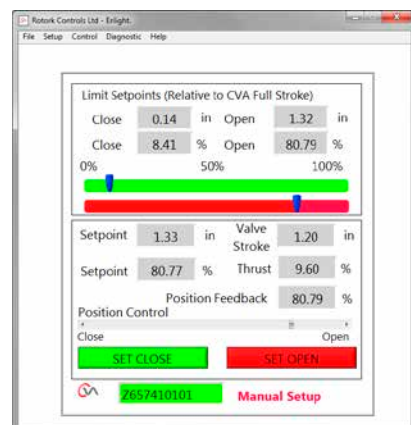 Rotork Controls Ltd - Enlight.
File Setup Control Diagnostic Help
Limit Setpoints (Relative to CVA Full Stroke)
Close 0.14 in Open 1.32 in
Close 8.41 % Open 80.79 %
0% 50% 100%
Setpoint 1.33 in Valve Stroke 1.20 in
Setpoint 80.77 % Thrust 9.60 %
Position Feedback 80.79 %
Position Control
Close Open
SET CLOSE SET OPEN
CVA Z657410101 Manual Setup